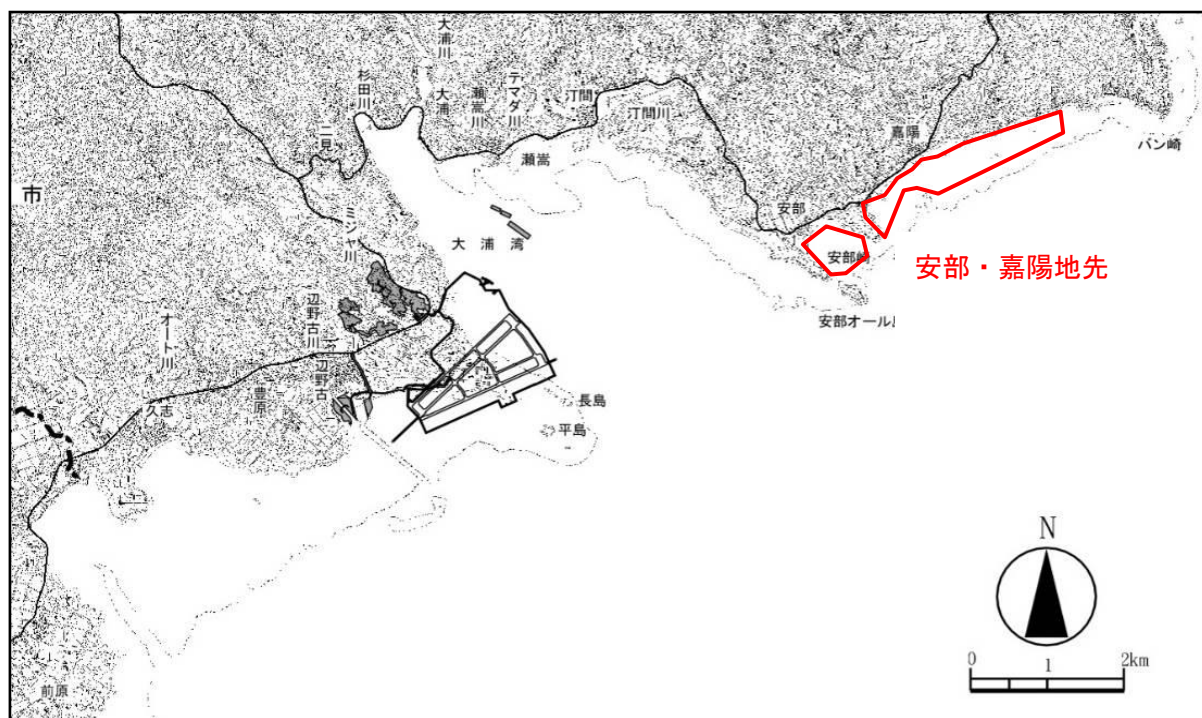 大浦川
杉田川
大浦
瀬嵩川
テマダ川
汀間
汀間川
二見
嘉陽
バン崎
瀬嵩
市
安部
ミジャ川
大浦湾
安部崎
安部・嘉陽地先
安部オール島
辺野古川
オート川
辺野古
豊原
久志
長島
平島
N
0 1 2km
前原